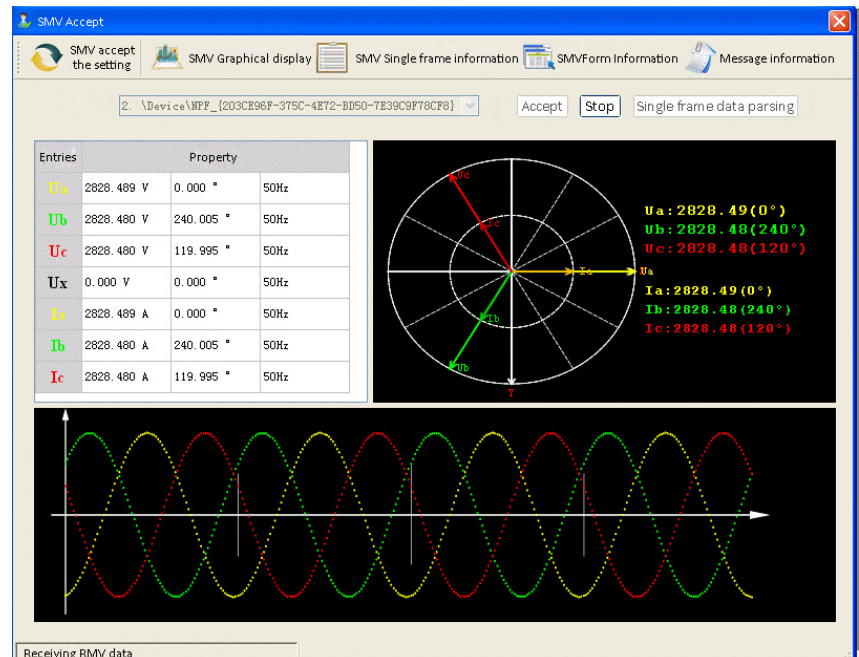 SMV Accept
SMV accept
the setting
SMV Graphical display
SMV Single frame information
SMVForm Information
Message information
2. \Device\NPF_{203CE96F-375C-4E72-BD50-7E39C9F78CF8}
Accept
Stop
Single frame data parsing
Entries Property
Ua 2828.489 V 0.000 ° 50Hz
Ub 2828.480 V 240.005 ° 50Hz
Uc 2828.480 V 119.995 ° 50Hz
Ux 0.000 V 0.000 ° 50Hz
Ia 2828.489 A 0.000 ° 50Hz
Ib 2828.480 A 240.005 ° 50Hz
Ic 2828.480 A 119.995 ° 50Hz
Uc
Ic
Ia
Ua
Ib
Ub
Y
Ua:2828.49(0°)
Ub:2828.48(240°)
Uc:2828.48(120°)
Ia:2828.49(0°)
Ib:2828.48(240°)
Ic:2828.48(120°)
Receiving RMV data